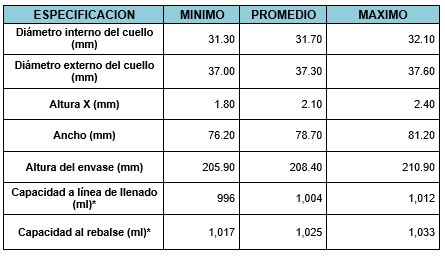 ESPECIFICACION MINIMO PROMEDIO MAXIMO
Diámetro interno del cuello
(mm) 31.30 31.70 32.10
Diámetro externo del cuello
(mm) 37.00 37.30 37.60
Altura X (mm) 1.80 2.10 2.40
Ancho (mm) 76.20 78.70 81.20
Altura del envase (mm) 205.90 208.40 210.90
Capacidad a línea de llenado
(ml)* 996 1,004 1,012
Capacidad al rebalse (ml)* 1,017 1,025 1,033